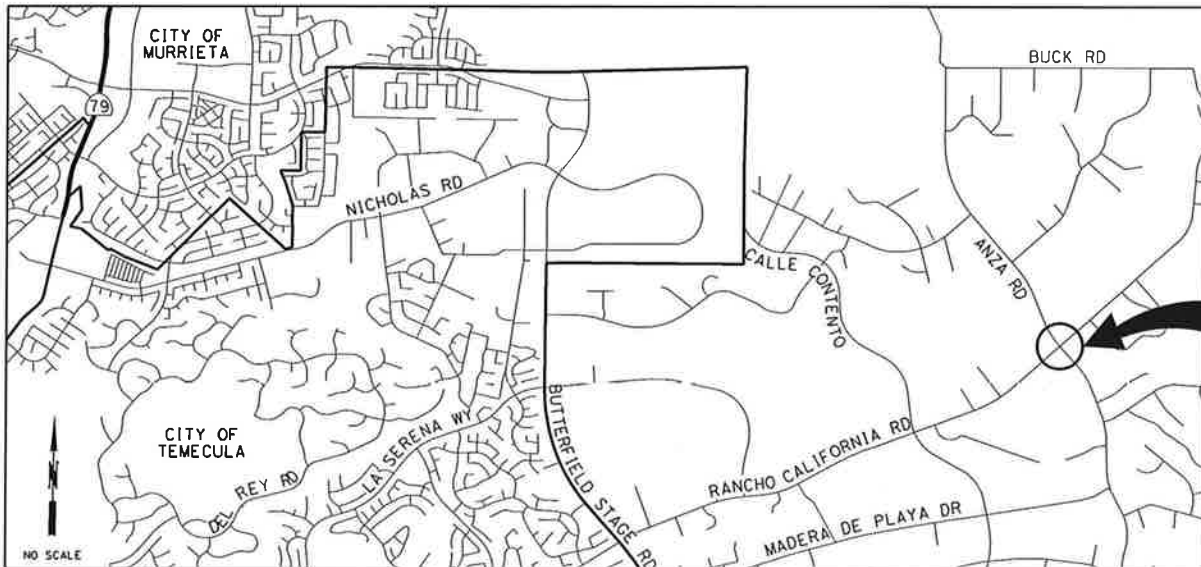 CITY OF
MURRIETA
BUCK RD
79
NICHOLAS RD
ANZA RD
CALLE CONTENTO
BUTTERFIELD STAGE RD
LA SERENA WY
CITY OF
TEMECULA
DEL REY RD
RANCHO CALIFORNIA RD
MADERA DE PLAYA DR
N
NO SCALE